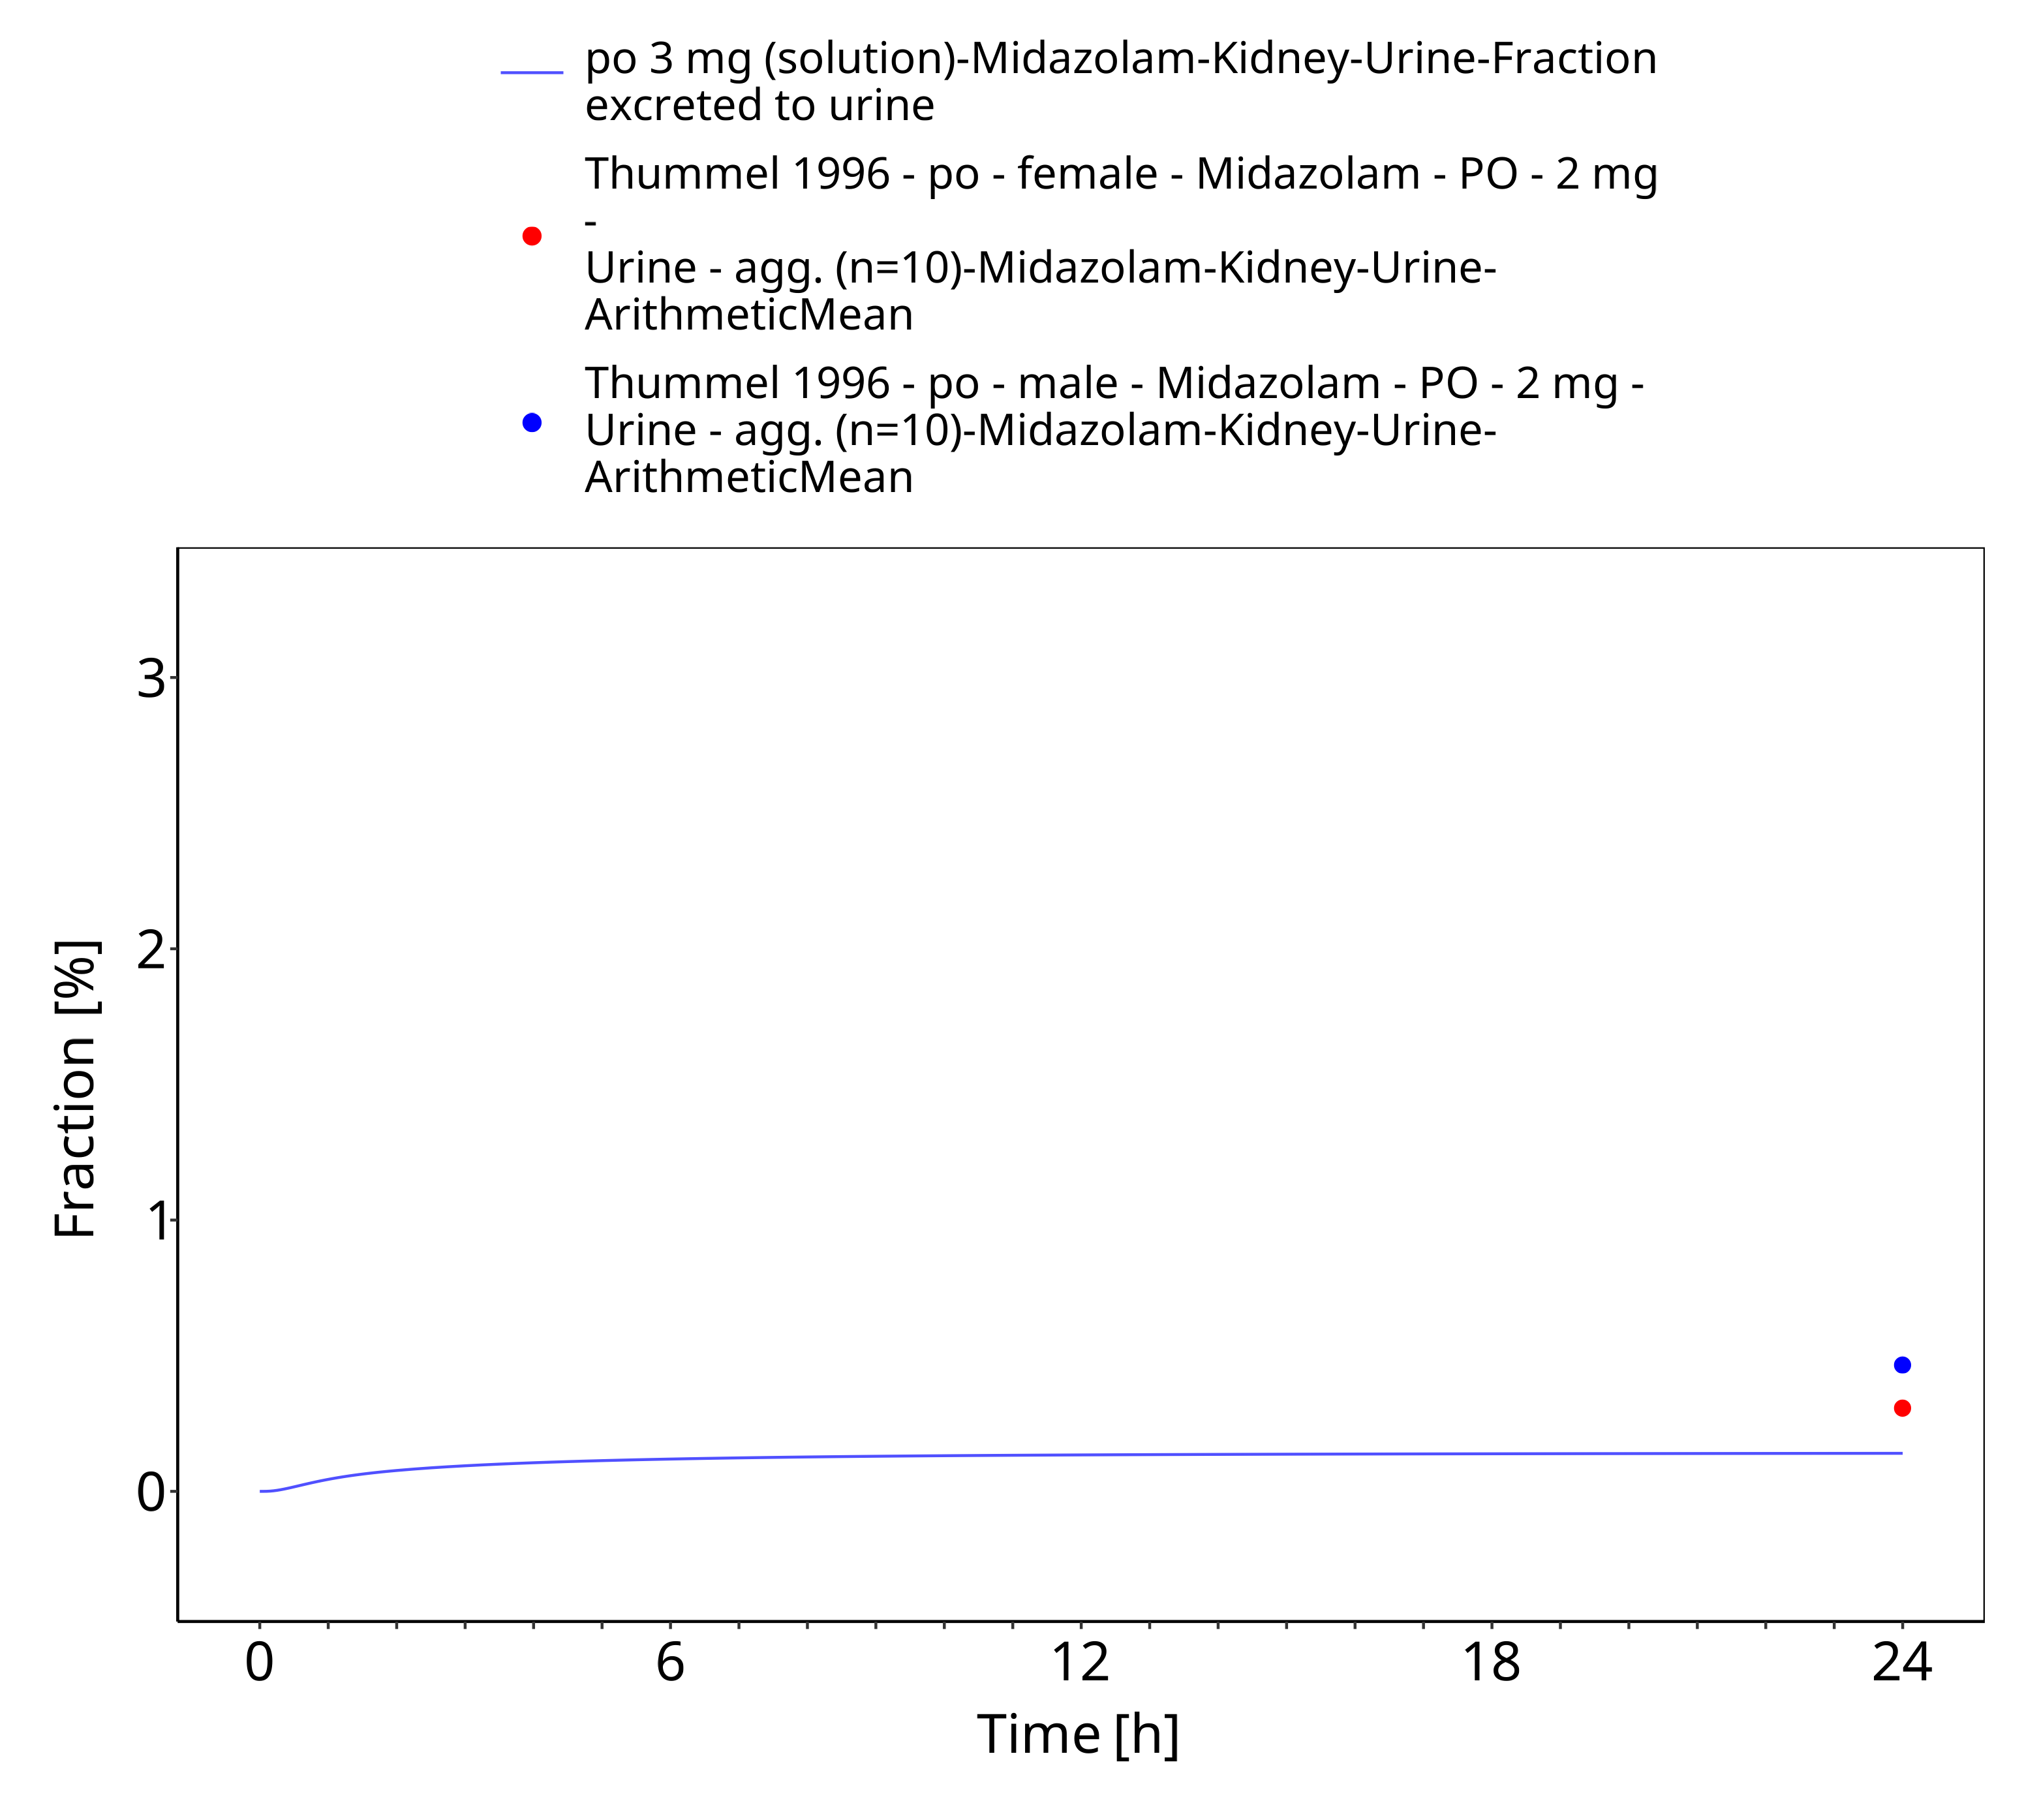 po 3 mg (solution)-Midazolam-Kidney-Urine-Fraction
excreted to urine
Thummel 1996 - po - female - Midazolam - PO - 2 mg
-
Urine - agg. (n=10)-Midazolam-Kidney-Urine-
ArithmeticMean
Thummel 1996 - po - male - Midazolam - PO - 2 mg -
Urine - agg. (n=10)-Midazolam-Kidney-Urine-
ArithmeticMean
Fraction [%]
3
2
1
0
0 6 12 18 24
Time [h]